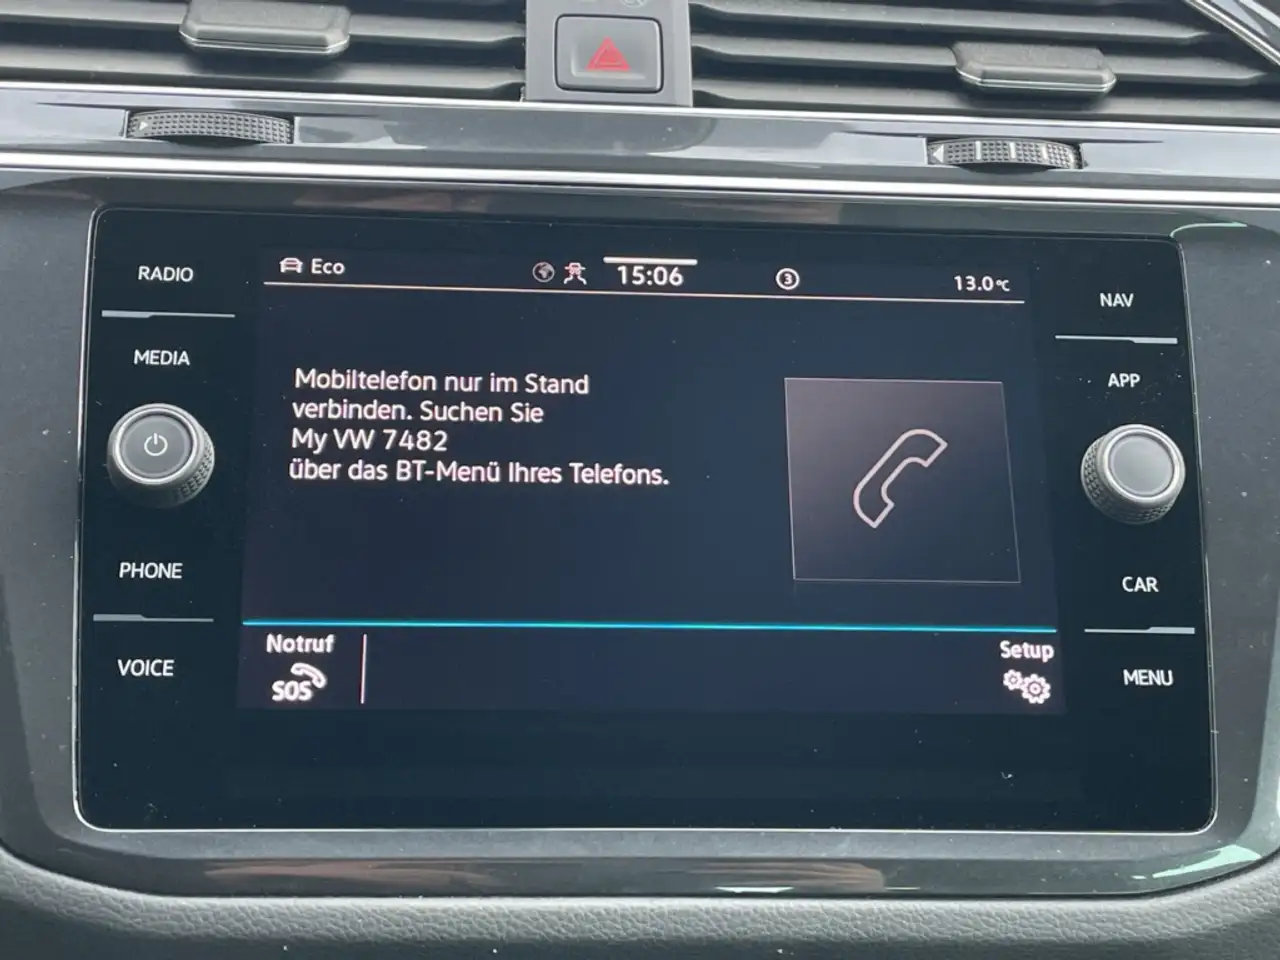 RADIO
MEDIA
PHONE
VOICE
Eco
15:06
3
13.0°C
Mobiltelefon nur im Stand
verbinden. Suchen Sie
My VW 7482
über das BT-Menü Ihres Telefons.
Notruf
SOS
Setup
NAV
APP
CAR
MENU